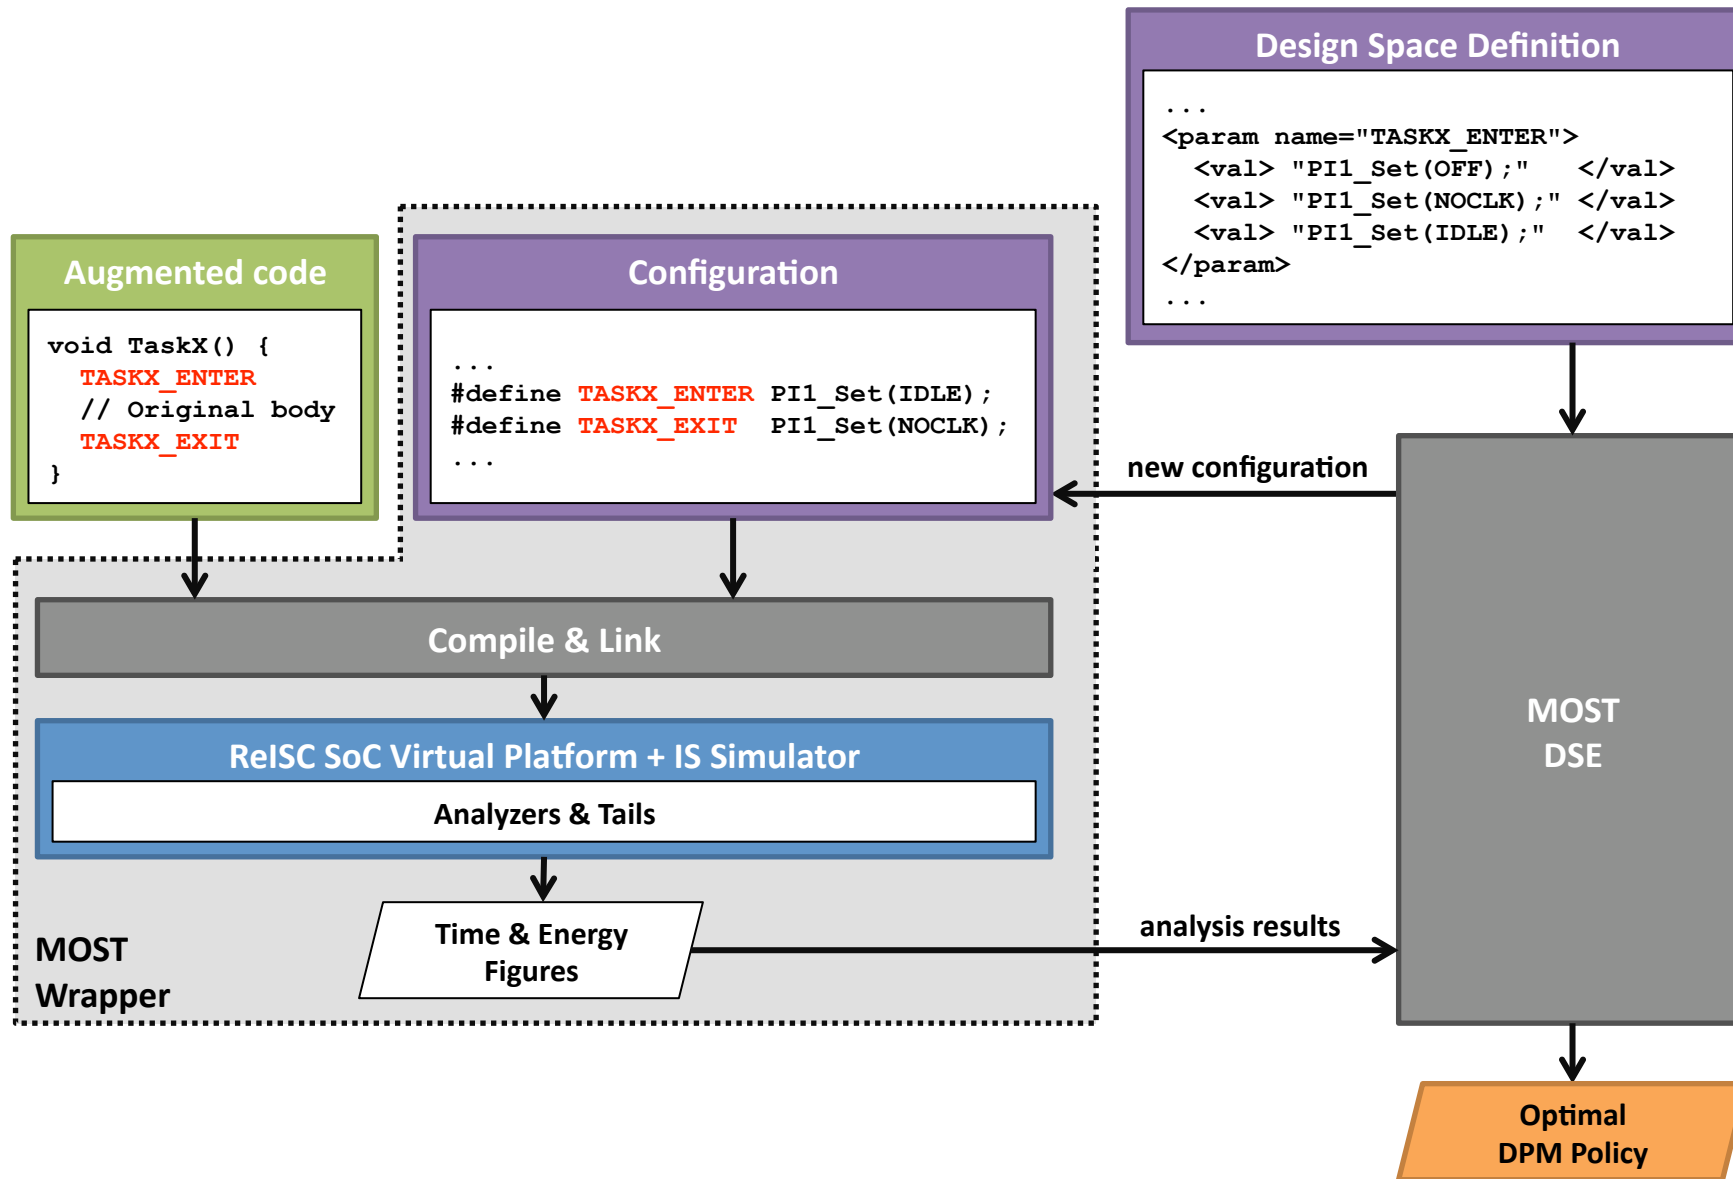 Design Space Definition
...
<param name="TASKX_ENTER">
  <val> "PI1_Set(OFF);"   </val>
  <val> "PI1_Set(NOCLK);" </val>
  <val> "PI1_Set(IDLE);"  </val>
</param>
...
Augmented code
void TaskX() {
  TASKX_ENTER
  // Original body
  TASKX_EXIT
}
Configuration
...
#define TASKX_ENTER PI1_Set(IDLE);
#define TASKX_EXIT  PI1_Set(NOCLK);
...
new configuration
Compile & Link
ReISC SoC Virtual Platform + IS Simulator
Analyzers & Tails
Time & Energy
Figures
analysis results
MOST
Wrapper
MOST
DSE
Optimal
DPM Policy